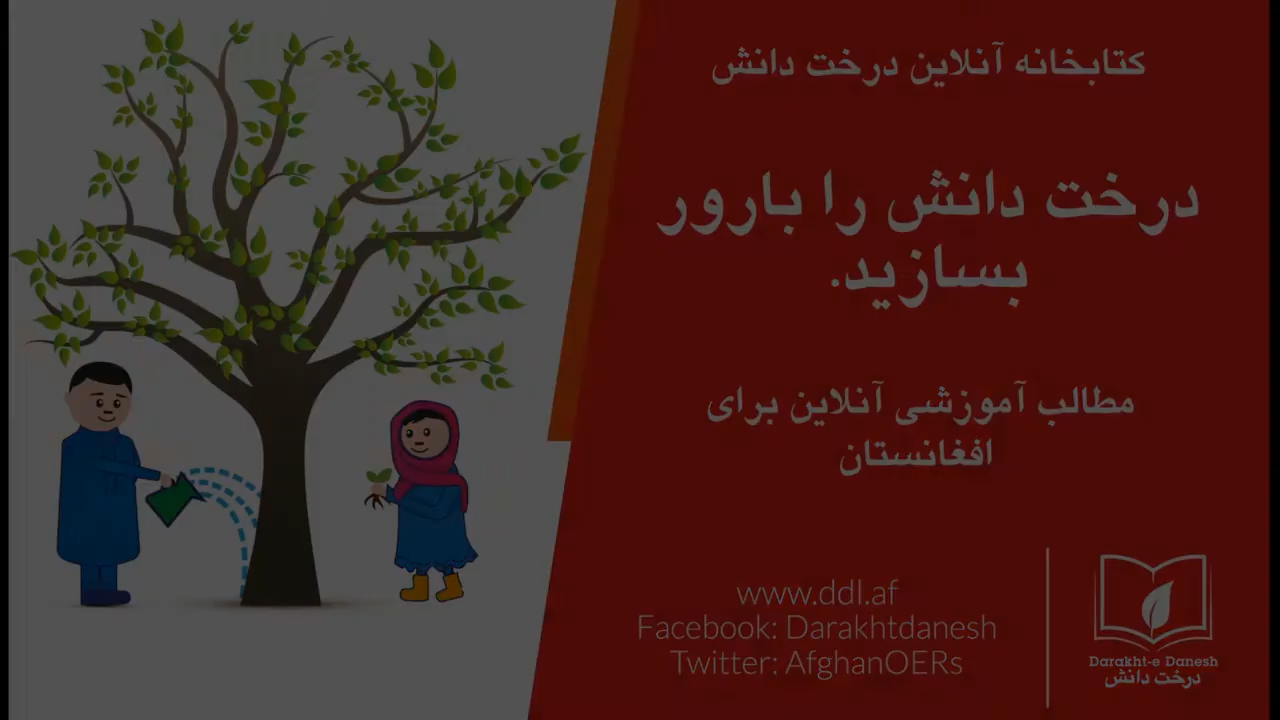 کتابخانه آنلاین درخت دانش
درخت دانش را بارور
بسازید.
مطالب آموزشی آنلاین برای
افغانستان
www.ddl.af
Facebook: Darakhtdanesh
Twitter: AfghanOERs
Darakht-e Danesh
درخت دانش